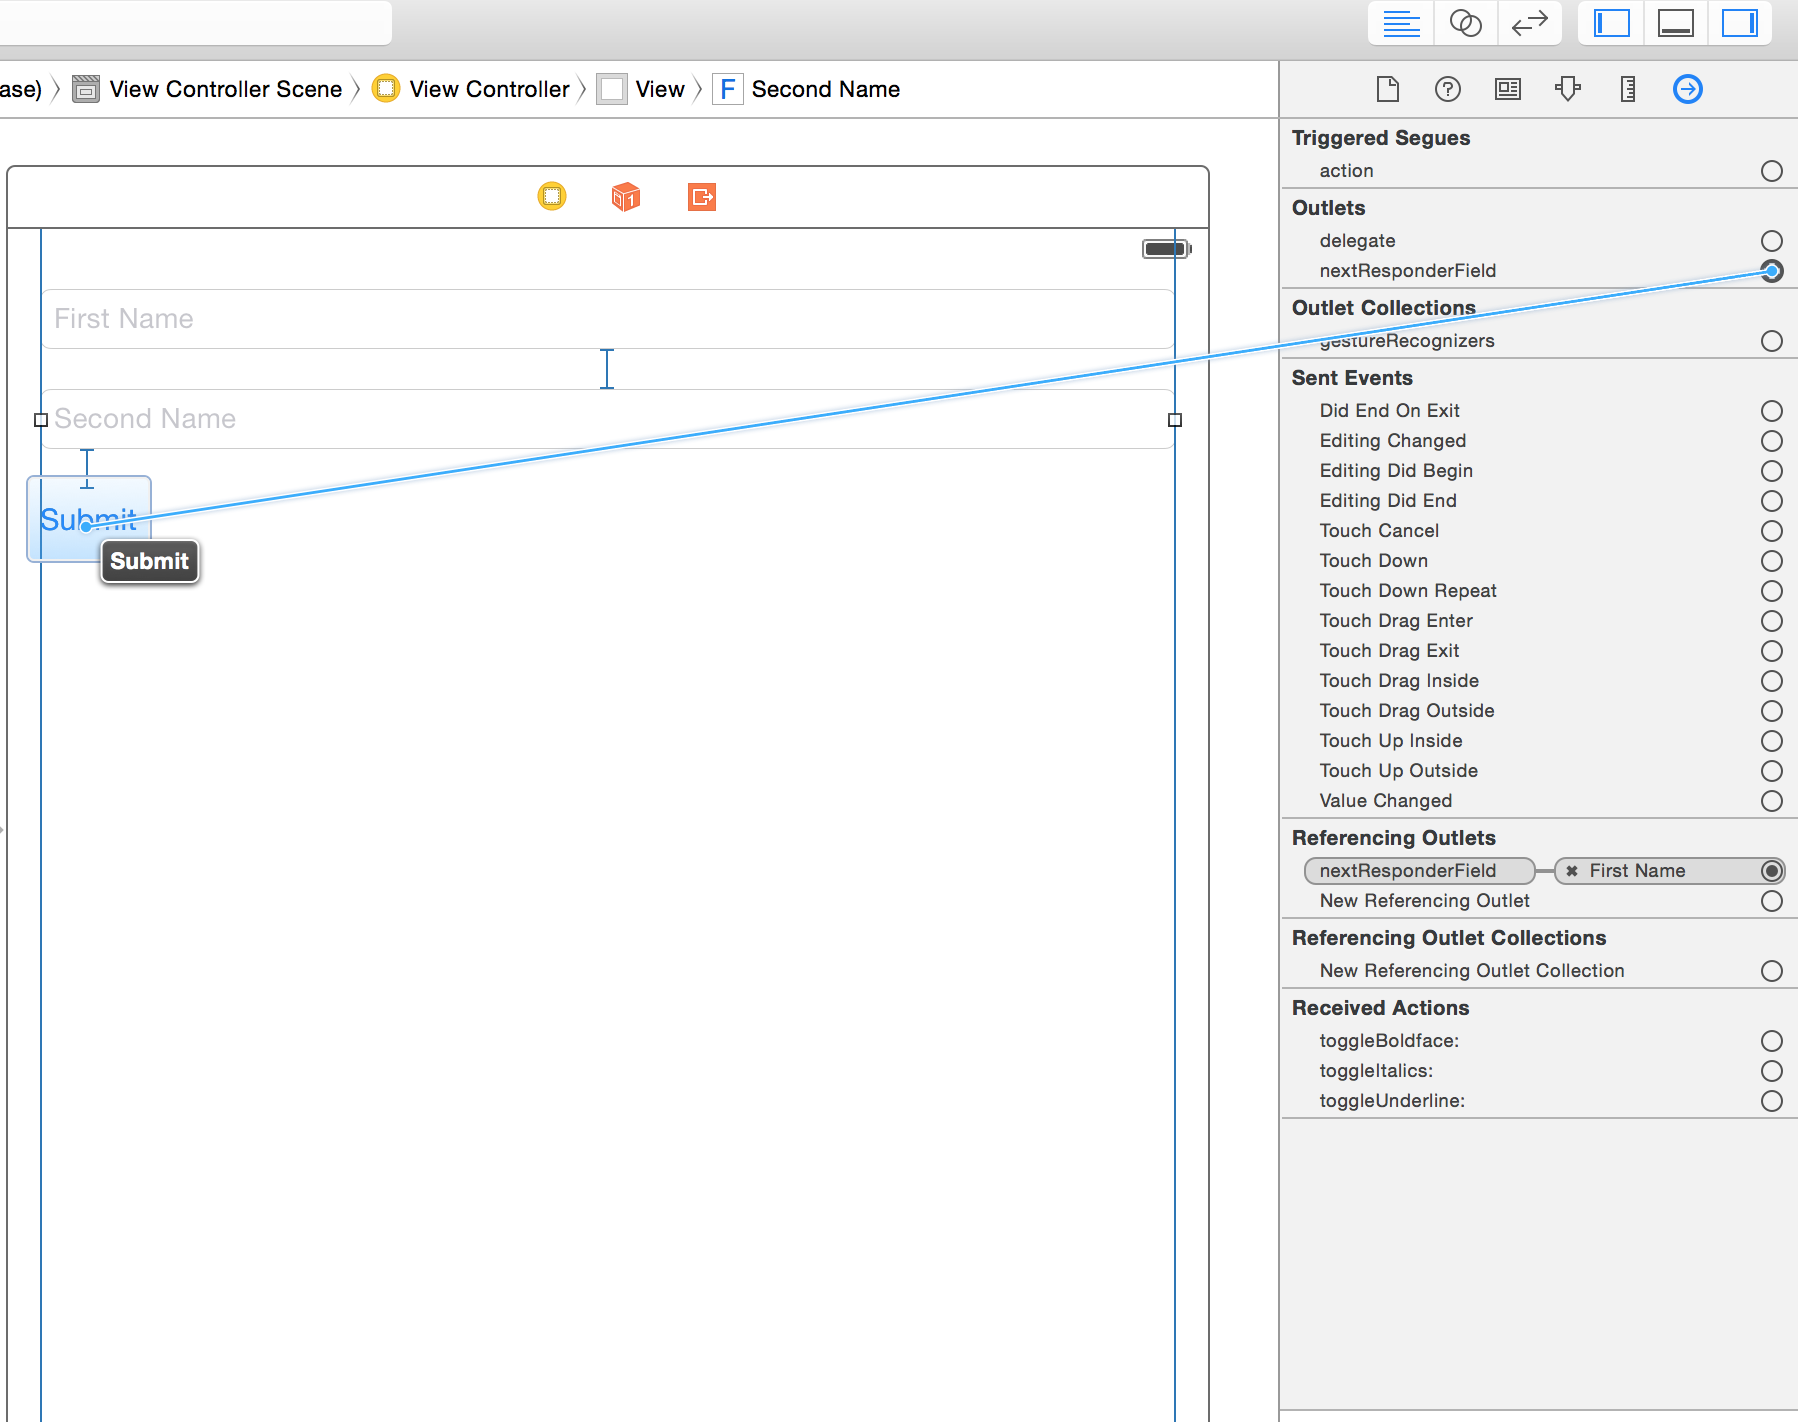 ase) View Controller Scene View Controller View F Second Name
First Name
Second Name
Submit
Submit
Triggered Segues
action
Outlets
delegate
nextResponderField
Outlet Collections
gestureRecognizers
Sent Events
Did End On Exit
Editing Changed
Editing Did Begin
Editing Did End
Touch Cancel
Touch Down
Touch Down Repeat
Touch Drag Enter
Touch Drag Exit
Touch Drag Inside
Touch Drag Outside
Touch Up Inside
Touch Up Outside
Value Changed
Referencing Outlets
nextResponderField First Name
New Referencing Outlet
Referencing Outlet Collections
New Referencing Outlet Collection
Received Actions
toggleBoldface:
toggleItalics:
toggleUnderline: